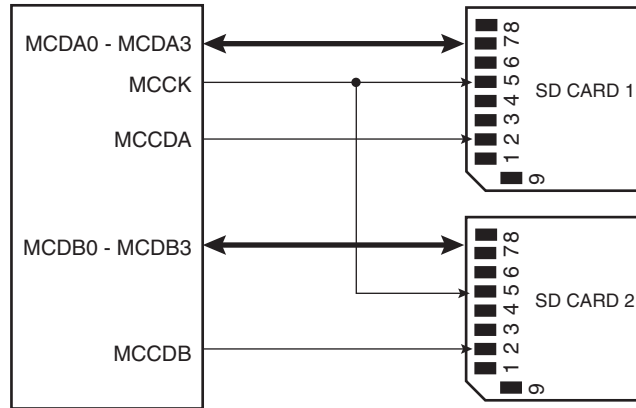 MCDA0 - MCDA3
MCCK
MCCDA
MCDB0 - MCDB3
MCCDB
1 2 3 4 5 6 78
9
SD CARD 1
1 2 3 4 5 6 78
9
SD CARD 2